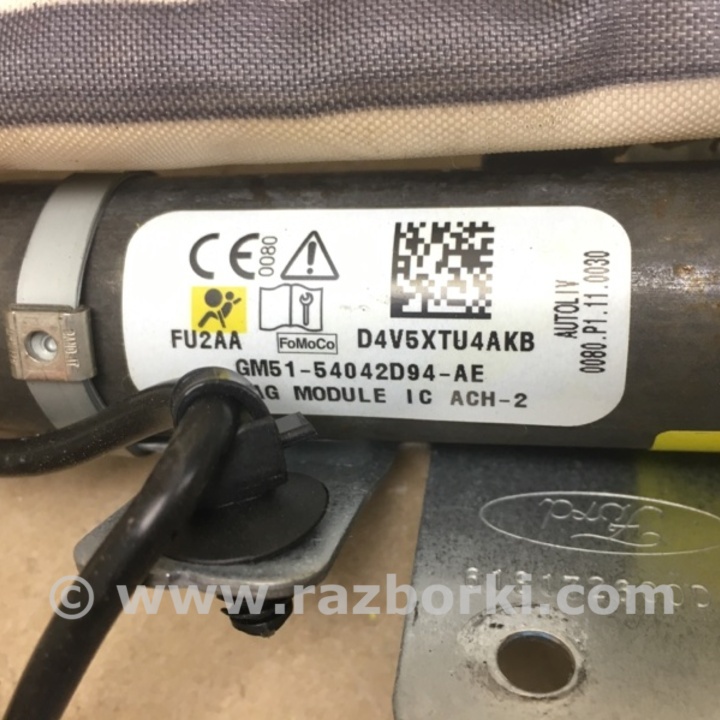 CE 0080
FU2AA FoMoCo D4V5XTU4AKB
GM51-54042D94-AE
AG MODULE IC ACH-2
AUTOLIV
0080.P1.11.0030
Ford
© www.razborki.com